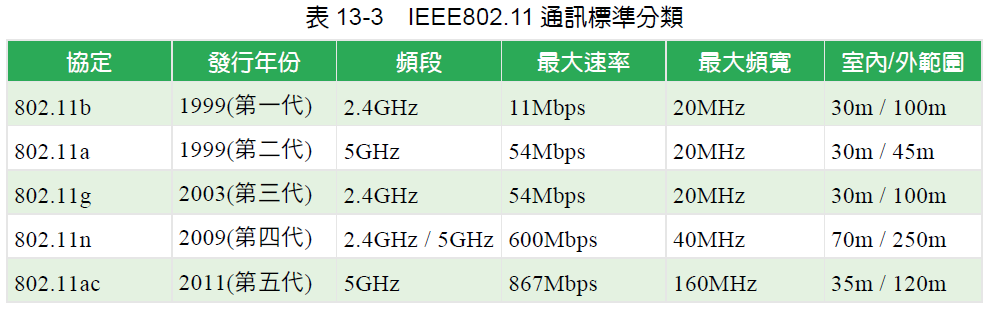 表 13-3 IEEE802.11 通訊標準分類
協定 發行年份 頻段 最大速率 最大頻寬 室內/外範圍
802.11b 1999(第一代) 2.4GHz 11Mbps 20MHz 30m / 100m
802.11a 1999(第二代) 5GHz 54Mbps 20MHz 30m / 45m
802.11g 2003(第三代) 2.4GHz 54Mbps 20MHz 30m / 100m
802.11n 2009(第四代) 2.4GHz / 5GHz 600Mbps 40MHz 70m / 250m
802.11ac 2011(第五代) 5GHz 867Mbps 160MHz 35m / 120m